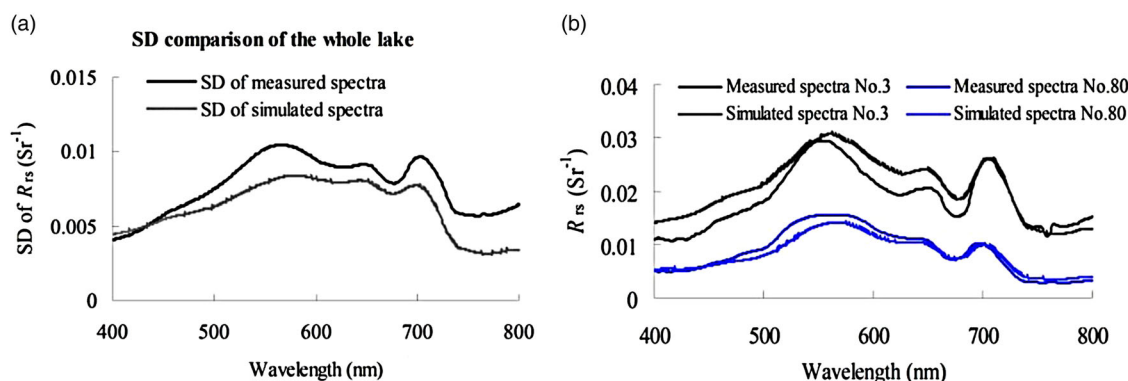 (a)
SD comparison of the whole lake
0.015
0.01
0.005
0
SD of measured spectra
SD of simulated spectra
SD of Rrs (Sr-1)
400 500 600 700 800
Wavelength (nm)
(b)
0.04
0.03
0.02
0.01
0
Measured spectra No.3 Measured spectra No.80
Simulated spectra No.3 Simulated spectra No.80
R rs (Sr-1)
400 500 600 700 800
Wavelength (nm)